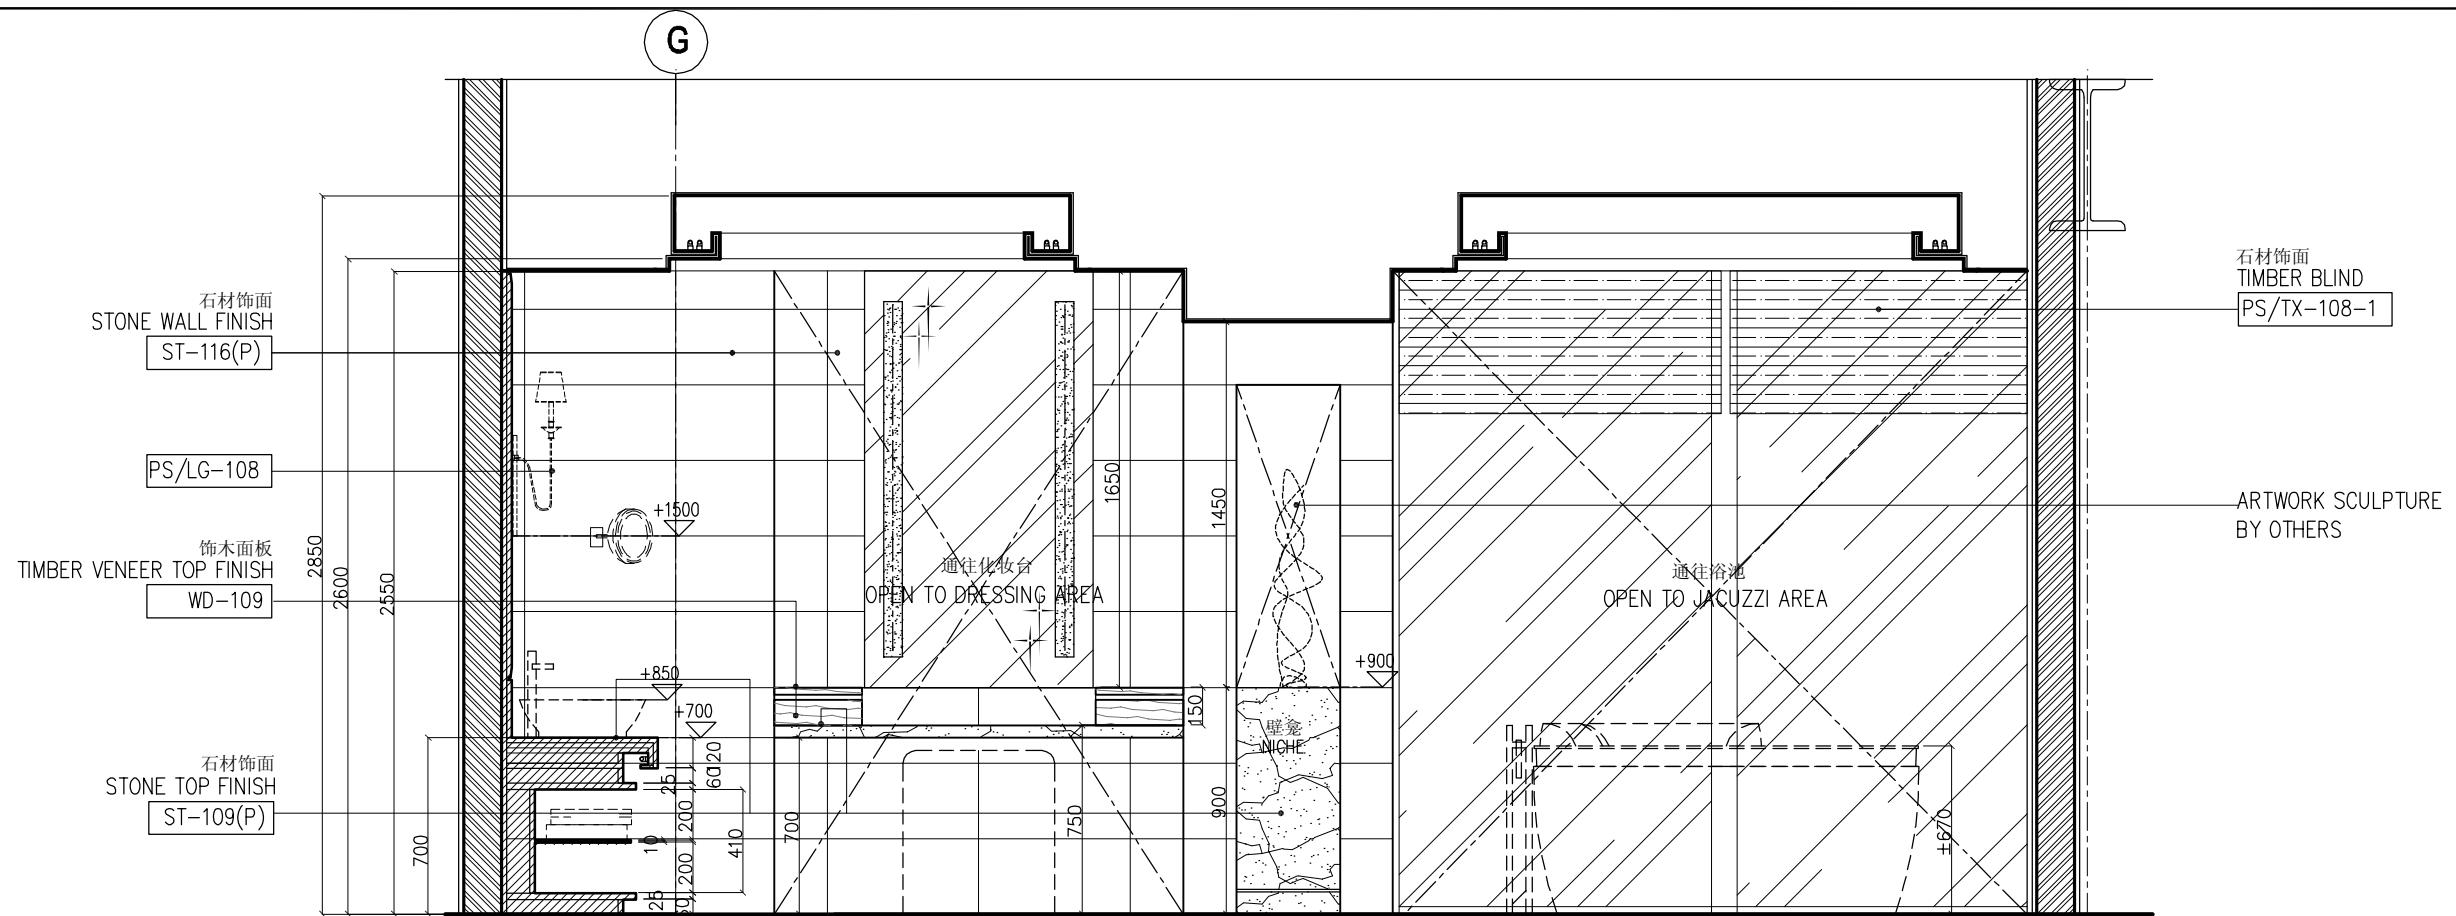 G
石材饰面
STONE WALL FINISH
ST-116(P)
PS/LG-108
饰木面板
TIMBER VENEER TOP FINISH
WD-109
石材饰面
STONE TOP FINISH
ST-109(P)
2850
2600
2550
700
+1500
+850
+700
120
60
25
200
10
410
200
25
700
通往化妆台
OPEN TO DRESSING AREA
1650
150
750
1450
900
+900
壁龛
NICHE
通往浴池
OPEN TO JACUZZI AREA
±670
石材饰面
TIMBER BLIND
PS/TX-108-1
ARTWORK SCULPTURE
BY OTHERS